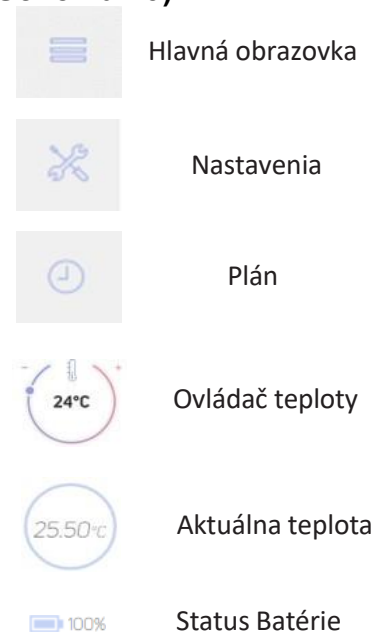 Hlavná obrazovka
Nastavenia
Plán
- +
24°C
Ovládač teploty
25.50°C
Aktuálna teplota
100%
Status Batérie